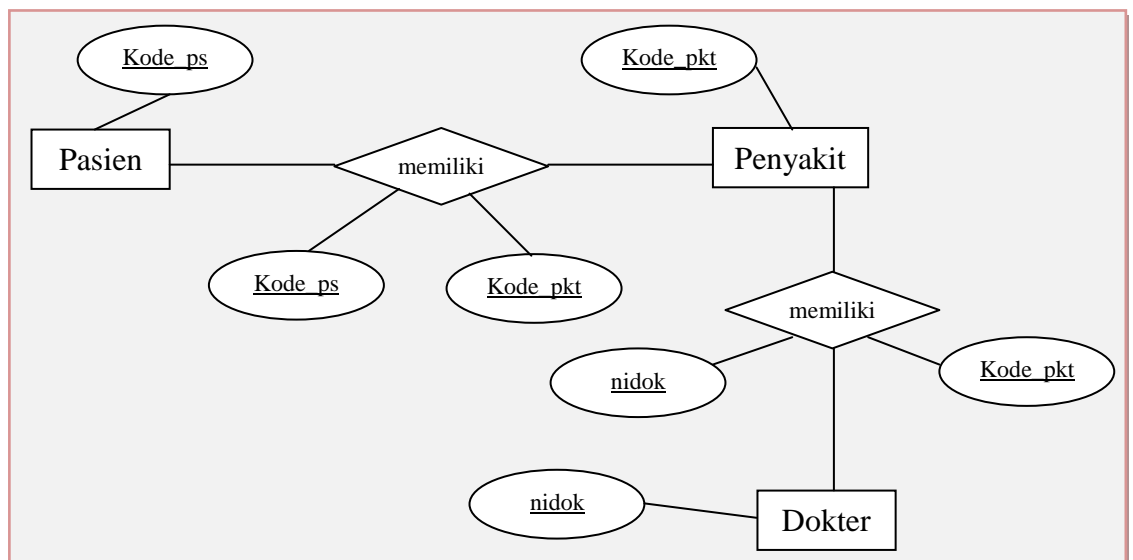 Kode_ps
Kode_pkt
Pasien
memiliki
Penyakit
Kode_ps
Kode_pkt
memiliki
nidok
Kode_pkt
nidok
Dokter